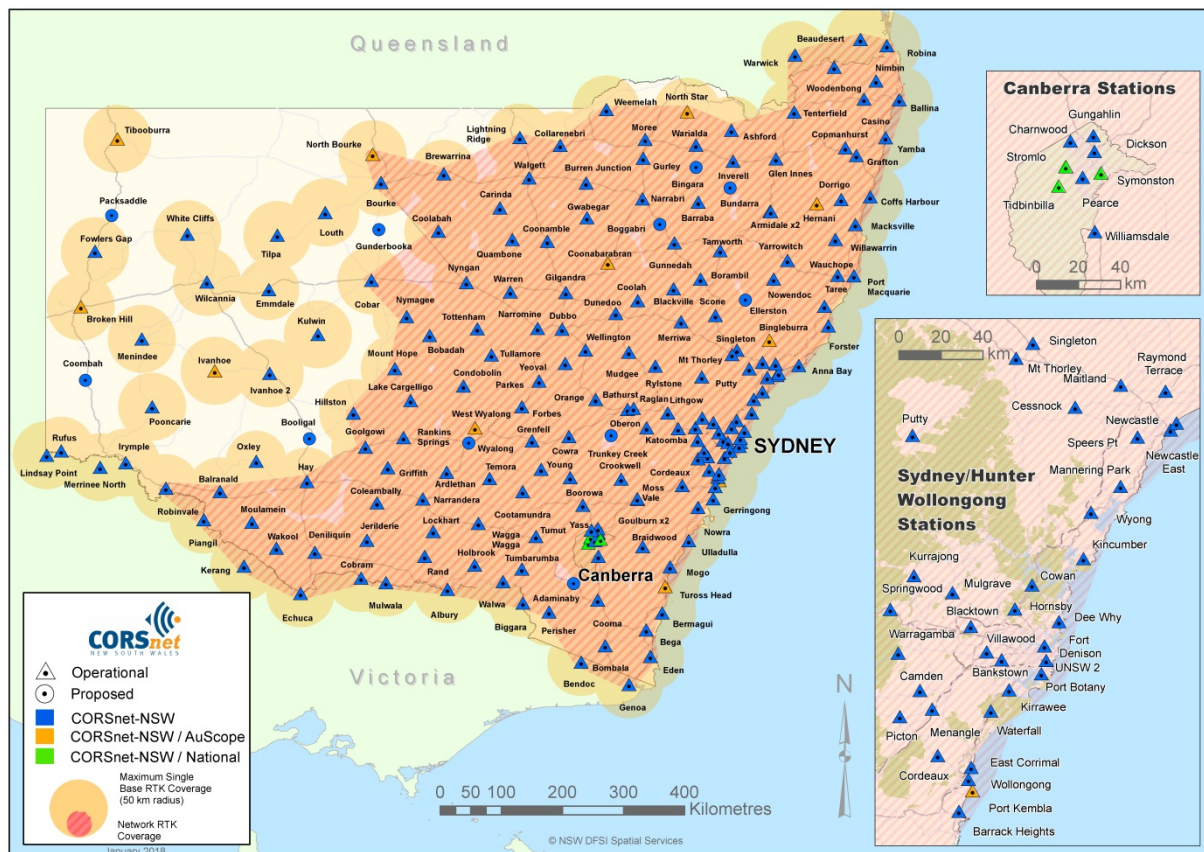 Queensland
Beaudesert
Robina
Warwick
Nimbin
Woodenbong
Ballina
Weemelah
North Star
Tenterfield
Casino
Tibooburra
Lightning
Ridge
Collarenebri
Moree
Warialda
Ashford
Copmanhurst
Yamba
North Bourke
Brewarrina
Walgett
Burren Junction
Gurley
Inverell
Glen Innes
Grafton
Bingara
Packsaddle
Bourke
Carinda
Narrabri
Bundarra
Dorrigo
White Cliffs
Louth
Gwabegar
Barraba
Hernani
Coffs Harbour
Coolabah
Coonamble
Boggabri
Armidale x2
Macksville
Fowlers Gap
Tilpa
Gunderbooka
Quambone
Coonabarabran
Tamworth
Yarrowitch
Willawarrin
Nyngan
Warren
Gilgandra
Gunnedah
Borambil
Wauchope
Wilcannia
Emmdale
Cobar
Nymagee
Coolah
Blackville
Scone
Nowendoc
Taree
Port
Macquarie
Broken Hill
Kulwin
Tottenham
Narromine
Dubbo
Dunedoo
Ellerston
Menindee
Bobadah
Wellington
Merriwa
Singleton
Bingleburra
Forster
Coombah
Ivanhoe
Mount Hope
Tullamore
Yeoval
Mudgee
Mt Thorley
Anna Bay
Ivanhoe 2
Lake Cargelligo
Condobolin
Parkes
Rylstone
Putty
Bathurst
Pooncarie
Hillston
Orange
Raglan
Lithgow
Booligal
West Wyalong
Forbes
Oberon
Goolgowi
Rankins
Springs
Wyalong
Grenfell
Katoomba
SYDNEY
Rufus
Irymple
Oxley
Cowra
Trunkey Creek
Lindsay Point
Merrinee North
Hay
Griffith
Ardlethan
Temora
Young
Crookwell
Cordeaux
Balranald
Coleambally
Narrandera
Boorowa
Moss
Vale
Gerringong
Robinvale
Moulamein
Jerilderie
Lockhart
Cootamundra
Goulburn x2
Yass
Nowra
Piangil
Wakool
Deniliquin
Wagga
Wagga
Tumut
Braidwood
Ulladulla
Kerang
Cobram
Rand
Holbrook
Tumbarumba
Canberra
Mogo
Echuca
Mulwala
Albury
Walwa
Adaminaby
Tuross Head
Biggara
Perisher
Cooma
Bermagui
Bega
Bombala
Eden
Bendoc
Genoa
Victoria
N
0 50 100 200 300 400
Kilometres
© NSW DFSI Spatial Services
CORSnet
NEW SOUTH WALES
Operational
Proposed
CORSnet-NSW
CORSnet-NSW / AuScope
CORSnet-NSW / National
Maximum Single
Base RTK Coverage
(50 km radius)
Network RTK
Coverage
January 2018
Canberra Stations
Gungahlin
Charnwood
Dickson
Stromlo
Symonston
Tidbinbilla
Pearce
Williamsdale
0 20 40
km
0 20 40
km
Singleton
Mt Thorley
Raymond
Terrace
Maitland
Cessnock
Putty
Newcastle
Speers Pt
Newcastle
East
Sydney/Hunter
Wollongong
Stations
Mannering Park
Wyong
Kincumber
Kurrajong
Springwood
Mulgrave
Cowan
Blacktown
Hornsby
Dee Why
Warragamba
Villawood
Fort
Denison
UNSW 2
Bankstown
Camden
Port Botany
Kirrawee
Picton
Menangle
Waterfall
Cordeaux
East Corrimal
Wollongong
Port Kembla
Barrack Heights